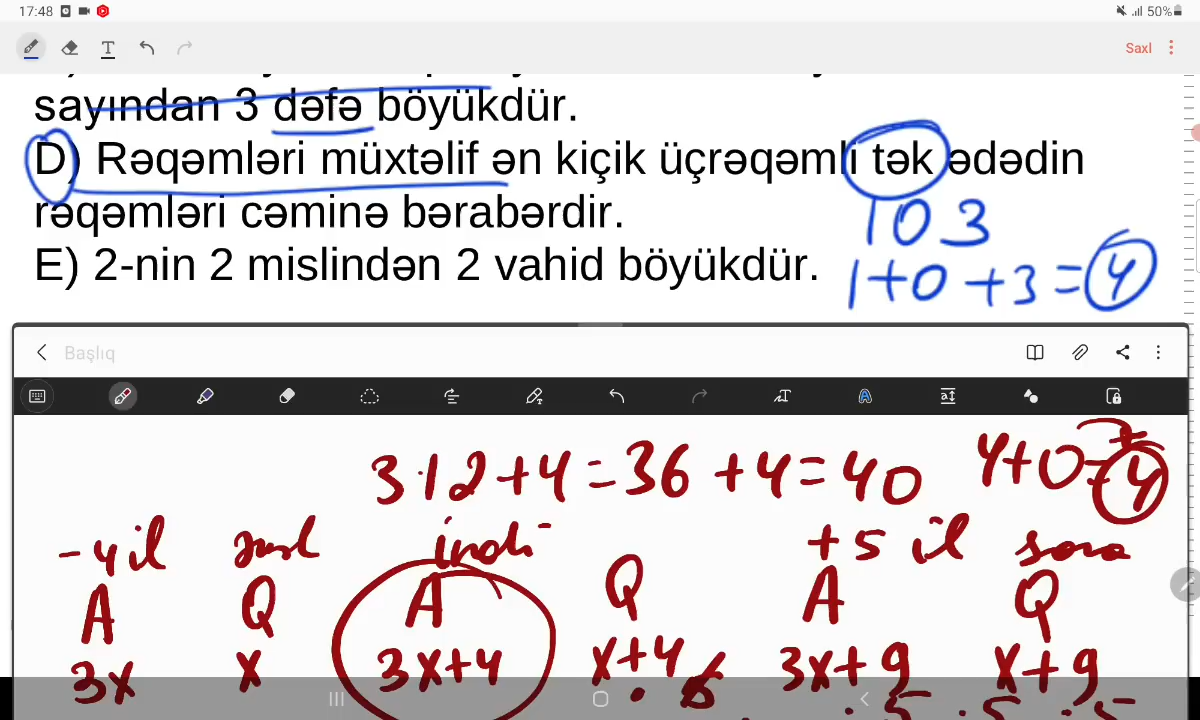 17:48 50%
Saxl
sayından 3 dəfə böyükdür.
D) Rəqəmləri müxtəlif ən kiçik üçrəqəmli tək ədədin
rəqəmləri cəminə bərabərdir.
103
E) 2-nin 2 mislindən 2 vahid böyükdür.
1+0+3=4
Başlıq
3·12+4=36+4=40 4+0=4
-4il əvvəl indi +5 il sonra
A Q A Q A Q
3x x 3x+4 x+4 3x+9 x+9